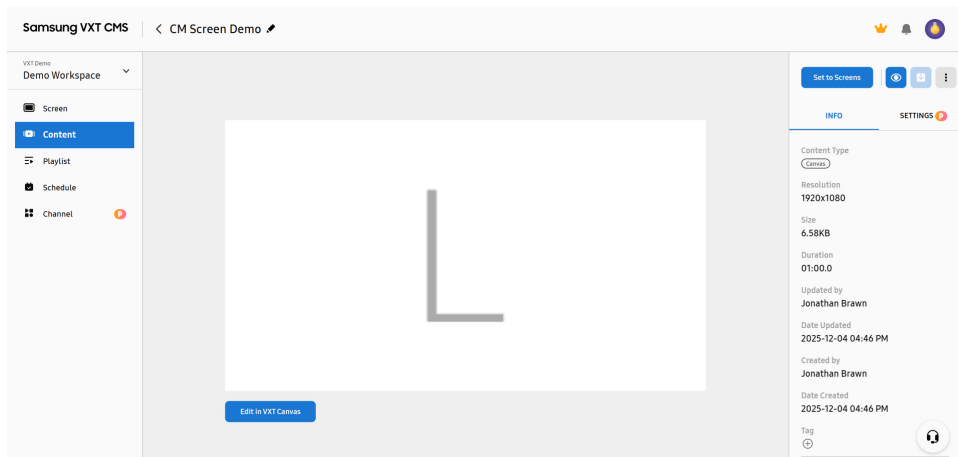 Samsung VXT CMS
CM Screen Demo
VXT Demo
Demo Workspace
Screen
Content
Playlist
Schedule
Channel
P
L
Edit in VXT Canvas
Set to Screens
INFO
SETTINGS P
Content Type
Canvas
Resolution
1920x1080
Size
6.58KB
Duration
01:00.0
Updated by
Jonathan Brawn
Date Updated
2025-12-04 04:46 PM
Created by
Jonathan Brawn
Date Created
2025-12-04 04:46 PM
Tag